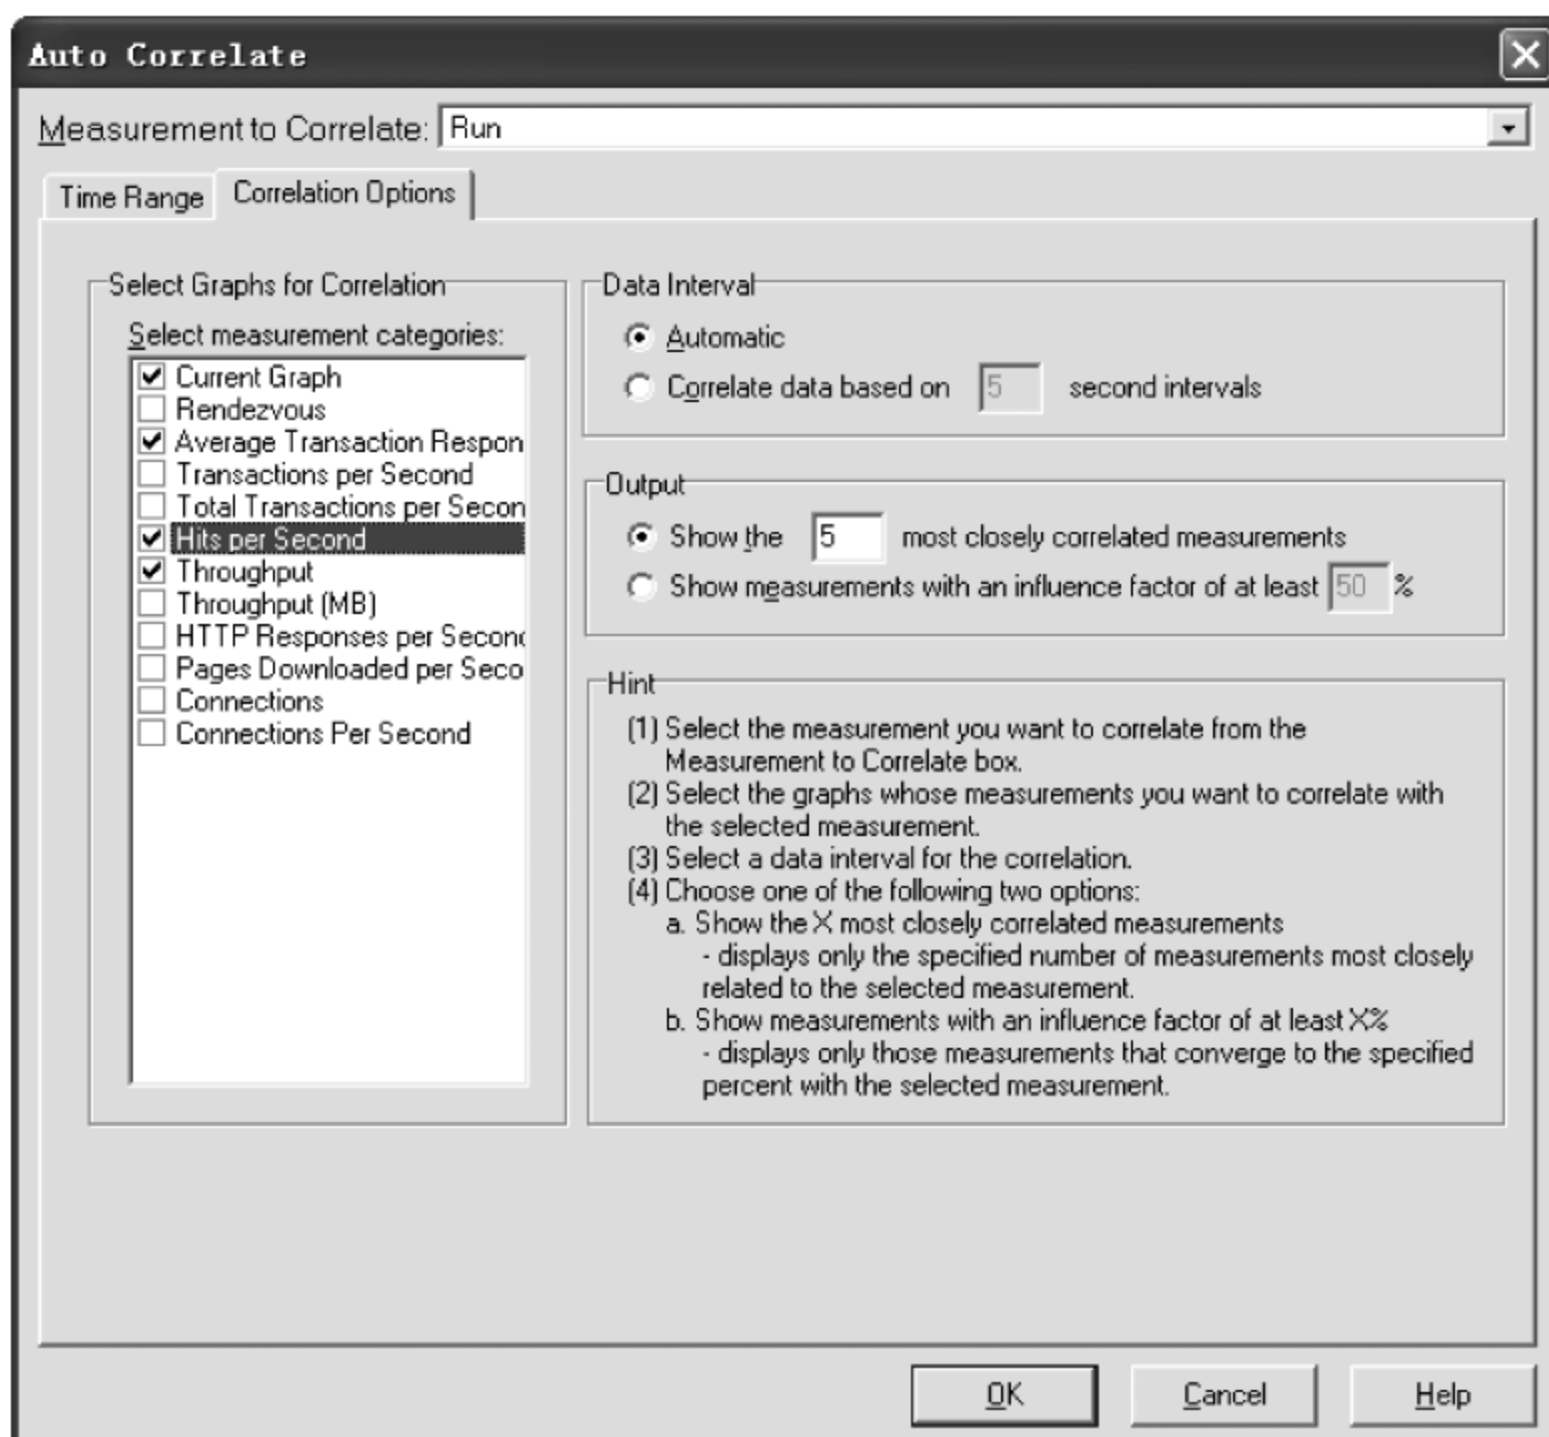 Auto Correlate
Measurement to Correlate: Run
Time Range
Correlation Options
Select Graphs for Correlation
Select measurement categories:
Current Graph
Rendezvous
Average Transaction Respon
Transactions per Second
Total Transactions per Secon
Hits per Second
Throughput
Throughput (MB)
HTTP Responses per Second
Pages Downloaded per Seco
Connections
Connections Per Second
Data Interval
Automatic
Correlate data based on 5 second intervals
Output
Show the 5 most closely correlated measurements
Show measurements with an influence factor of at least 50 %
Hint
(1) Select the measurement you want to correlate from the
Measurement to Correlate box.
(2) Select the graphs whose measurements you want to correlate with
the selected measurement.
(3) Select a data interval for the correlation.
(4) Choose one of the following two options:
a. Show the X most closely correlated measurements
- displays only the specified number of measurements most closely
related to the selected measurement.
b. Show measurements with an influence factor of at least X%
- displays only those measurements that converge to the specified
percent with the selected measurement.
OK
Cancel
Help